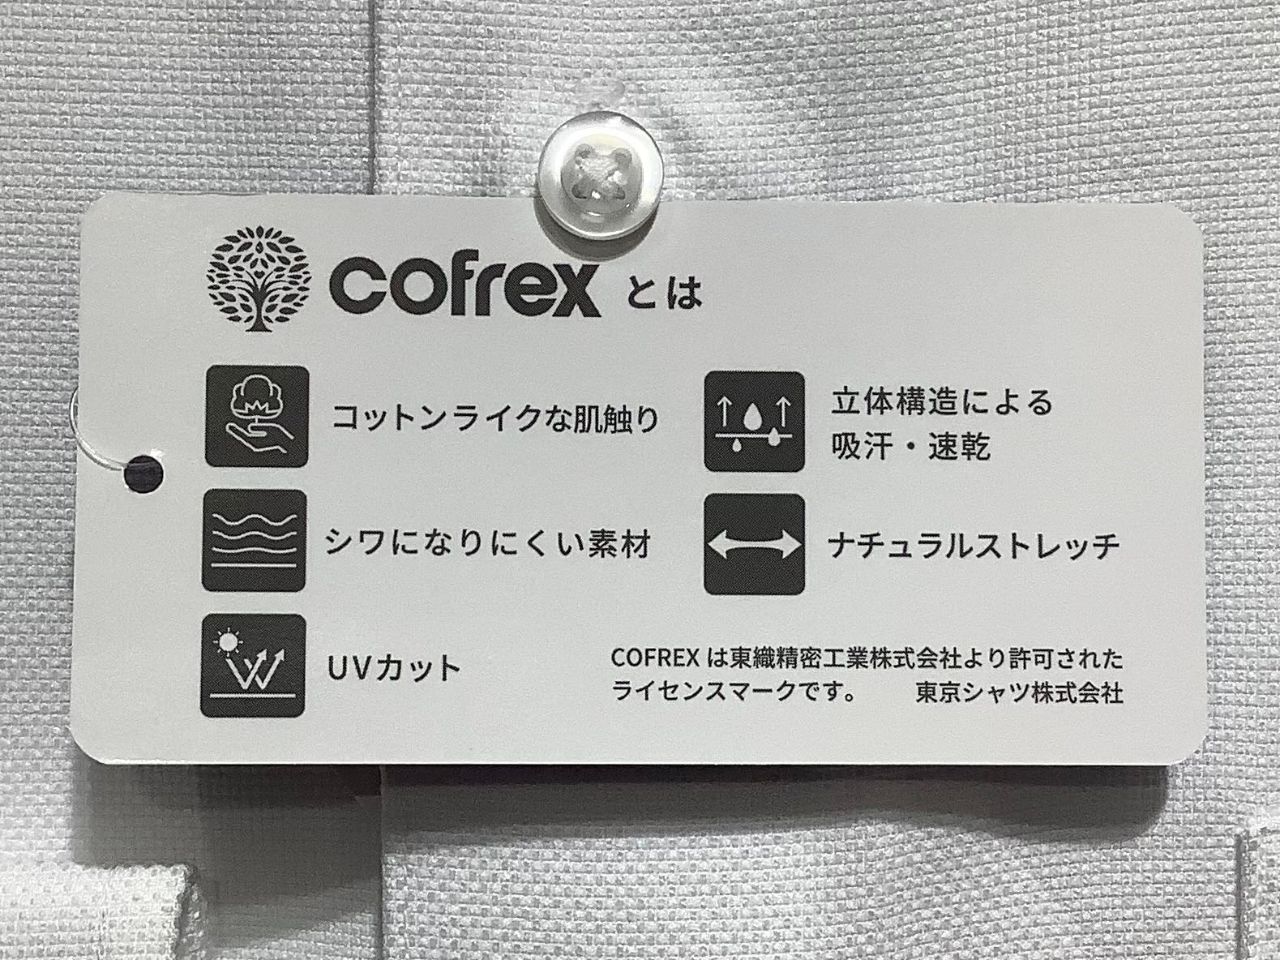 cofrex とは
コットンライクな肌触り
シワになりにくい素材
UVカット
立体構造による
吸汗・速乾
ナチュラルストレッチ
COFREX は東織精密工業株式会社より許可された
ライセンスマークです。 東京シャツ株式会社